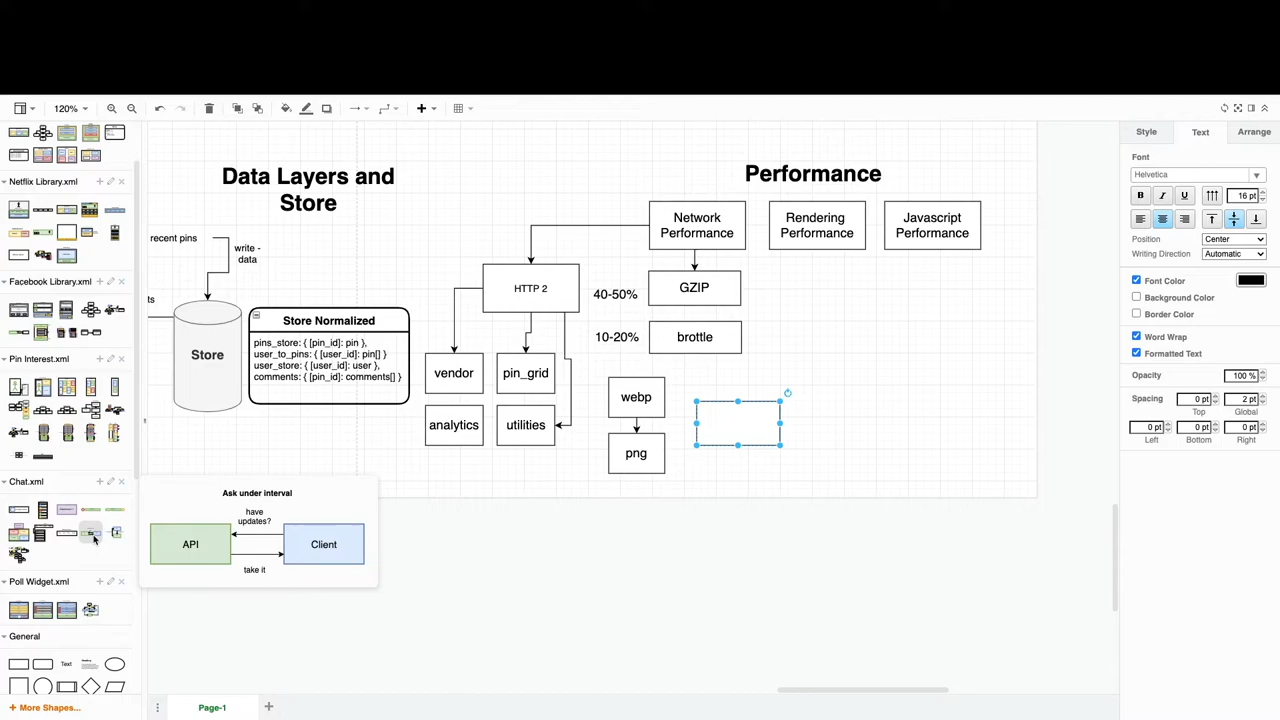 120%
Style
Text
Arrange
Netflix Library.xml
Facebook Library.xml
Pin Interest.xml
Chat.xml
Poll Widget.xml
General
Text
More Shapes...
Data Layers and
Store
recent pins
write -
data
ts
Store
Store Normalized
pins_store: { [pin_id]: pin },
user_to_pins: { [user_id]: pin[] }
user_store: { [user_id]: user },
comments: { [pin_id]: comments[] }
Performance
Network
Performance
Rendering
Performance
Javascript
Performance
HTTP 2
40-50%
GZIP
10-20%
brottle
vendor
pin_grid
analytics
utilities
webp
png
Ask under interval
have
updates?
API
Client
take it
Font
Helvetica
B
I
U
16 pt
Position
Center
Writing Direction
Automatic
Font Color
Background Color
Border Color
Word Wrap
Formatted Text
Opacity
100 %
Spacing
0 pt
2 pt
Top
Global
0 pt
0 pt
0 pt
Left
Bottom
Right
Page-1